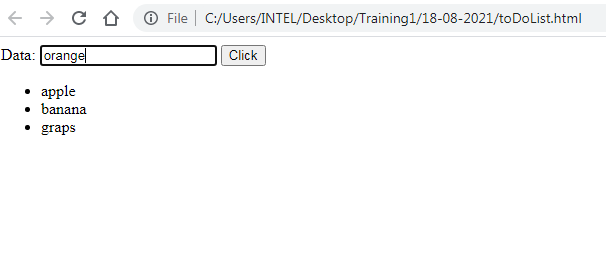 File C:/Users/INTEL/Desktop/Training1/18-08-2021/toDoList.html
Data: orange Click
apple
banana
graps